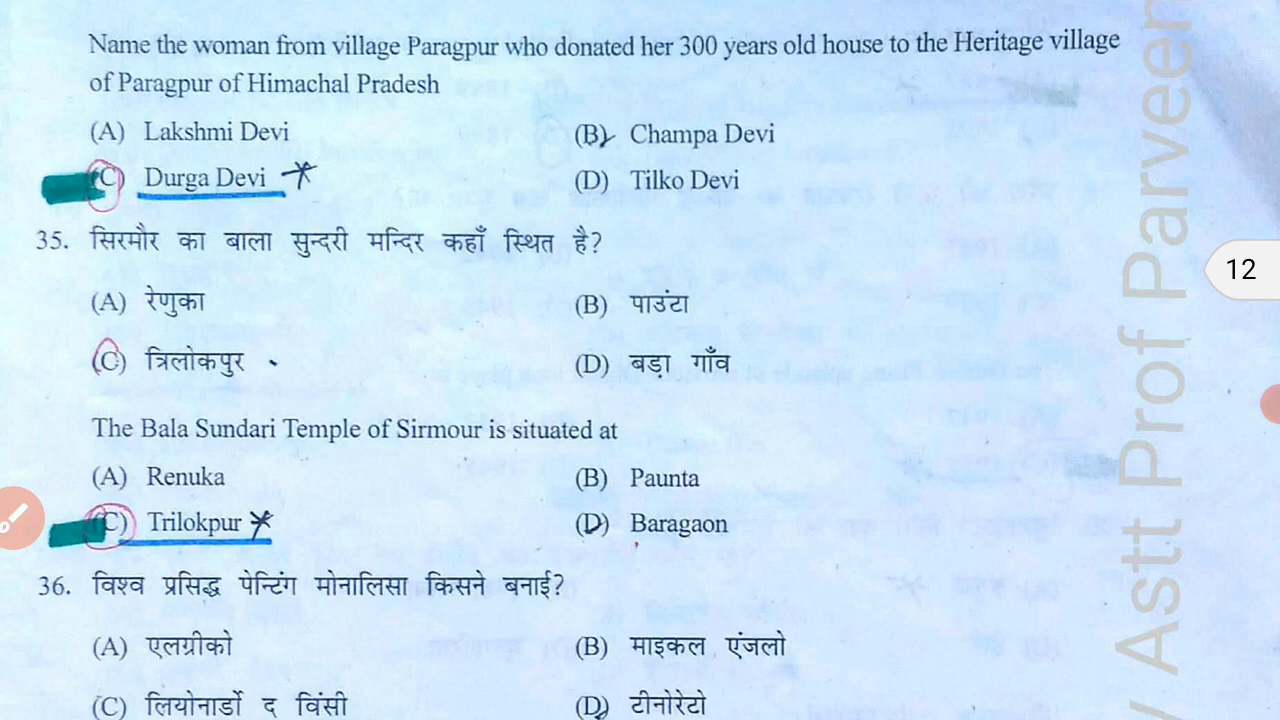 Name the woman from village Paragpur who donated her 300 years old house to the Heritage village
of Paragpur of Himachal Pradesh
(A) Lakshmi Devi (B) Champa Devi
(C) Durga Devi (D) Tilko Devi
35. सिरमौर का बाला सुन्दरी मन्दिर कहाँ स्थित है?
(A) रेणुका (B) पाउंटा
(C) त्रिलोकपुर (D) बड़ा गाँव
The Bala Sundari Temple of Sirmour is situated at
(A) Renuka (B) Paunta
(C) Trilokpur (D) Baragaon
36. विश्व प्रसिद्ध पेन्टिंग मोनालिसा किसने बनाई?
(A) एलग्रीको (B) माइकल एंजलो
(C) लियोनार्डो द विंसी (D) टीनोरेटो
12
Astt Prof Parveen